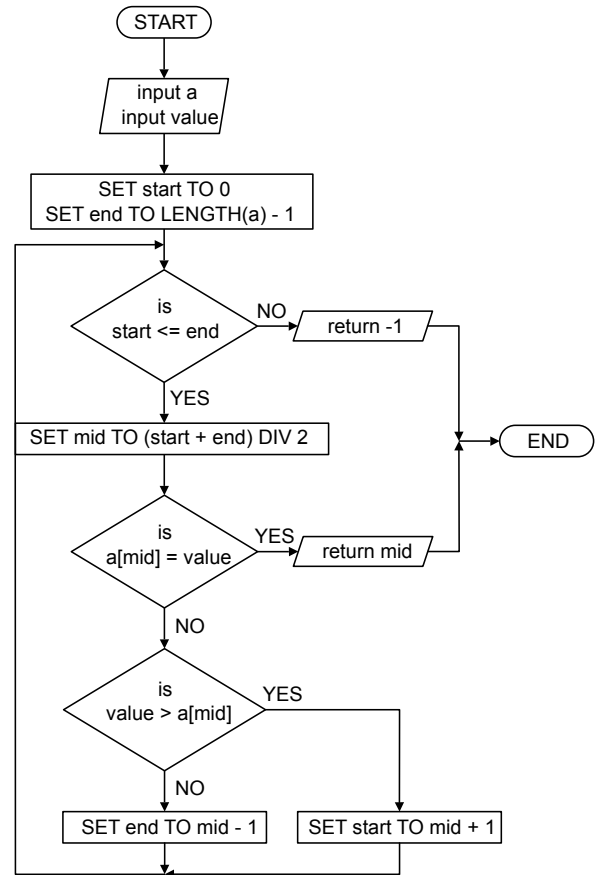 START
input a
input value
SET start TO 0
SET end TO LENGTH(a) - 1
is
start <= end
NO
return -1
YES
SET mid TO (start + end) DIV 2
END
is
a[mid] = value
YES
return mid
NO
is
value > a[mid]
YES
NO
SET end TO mid - 1
SET start TO mid + 1